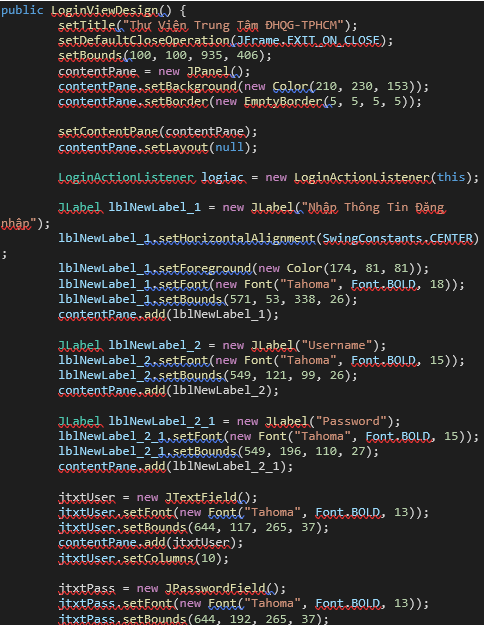 public LoginViewDesign() {
setTitle("Thư Viện Trung Tâm ĐHQG-TPHCM");
setDefaultCloseOperation(JFrame.EXIT_ON_CLOSE);
setBounds(100, 100, 935, 406);
contentPane = new JPanel();
contentPane.setBackground(new Color(210, 230, 153));
contentPane.setBorder(new EmptyBorder(5, 5, 5, 5));
setContentPane(contentPane);
contentPane.setLayout(null);
LoginActionListener logiac = new LoginActionListener(this);
JLabel lblNewLabel_1 = new JLabel("Nhập Thông Tin Đăng
nhập");
lblNewLabel_1.setHorizontalAlignment(SwingConstants.CENTER)
;
lblNewLabel_1.setForeground(new Color(174, 81, 81));
lblNewLabel_1.setFont(new Font("Tahoma", Font.BOLD, 18));
lblNewLabel_1.setBounds(571, 53, 338, 26);
contentPane.add(lblNewLabel_1);
JLabel lblNewLabel_2 = new JLabel("Username");
lblNewLabel_2.setFont(new Font("Tahoma", Font.BOLD, 15));
lblNewLabel_2.setBounds(549, 121, 99, 26);
contentPane.add(lblNewLabel_2);
JLabel lblNewLabel_2_1 = new JLabel("Password");
lblNewLabel_2_1.setFont(new Font("Tahoma", Font.BOLD, 15));
lblNewLabel_2_1.setBounds(549, 196, 110, 27);
contentPane.add(lblNewLabel_2_1);
jtxtUser = new JTextField();
jtxtUser.setFont(new Font("Tahoma", Font.BOLD, 13));
jtxtUser.setBounds(644, 117, 265, 37);
contentPane.add(jtxtUser);
jtxtUser.setColumns(10);
jtxtPass = new JPasswordField();
jtxtPass.setFont(new Font("Tahoma", Font.BOLD, 13));
jtxtPass.setBounds(644, 192, 265, 37);